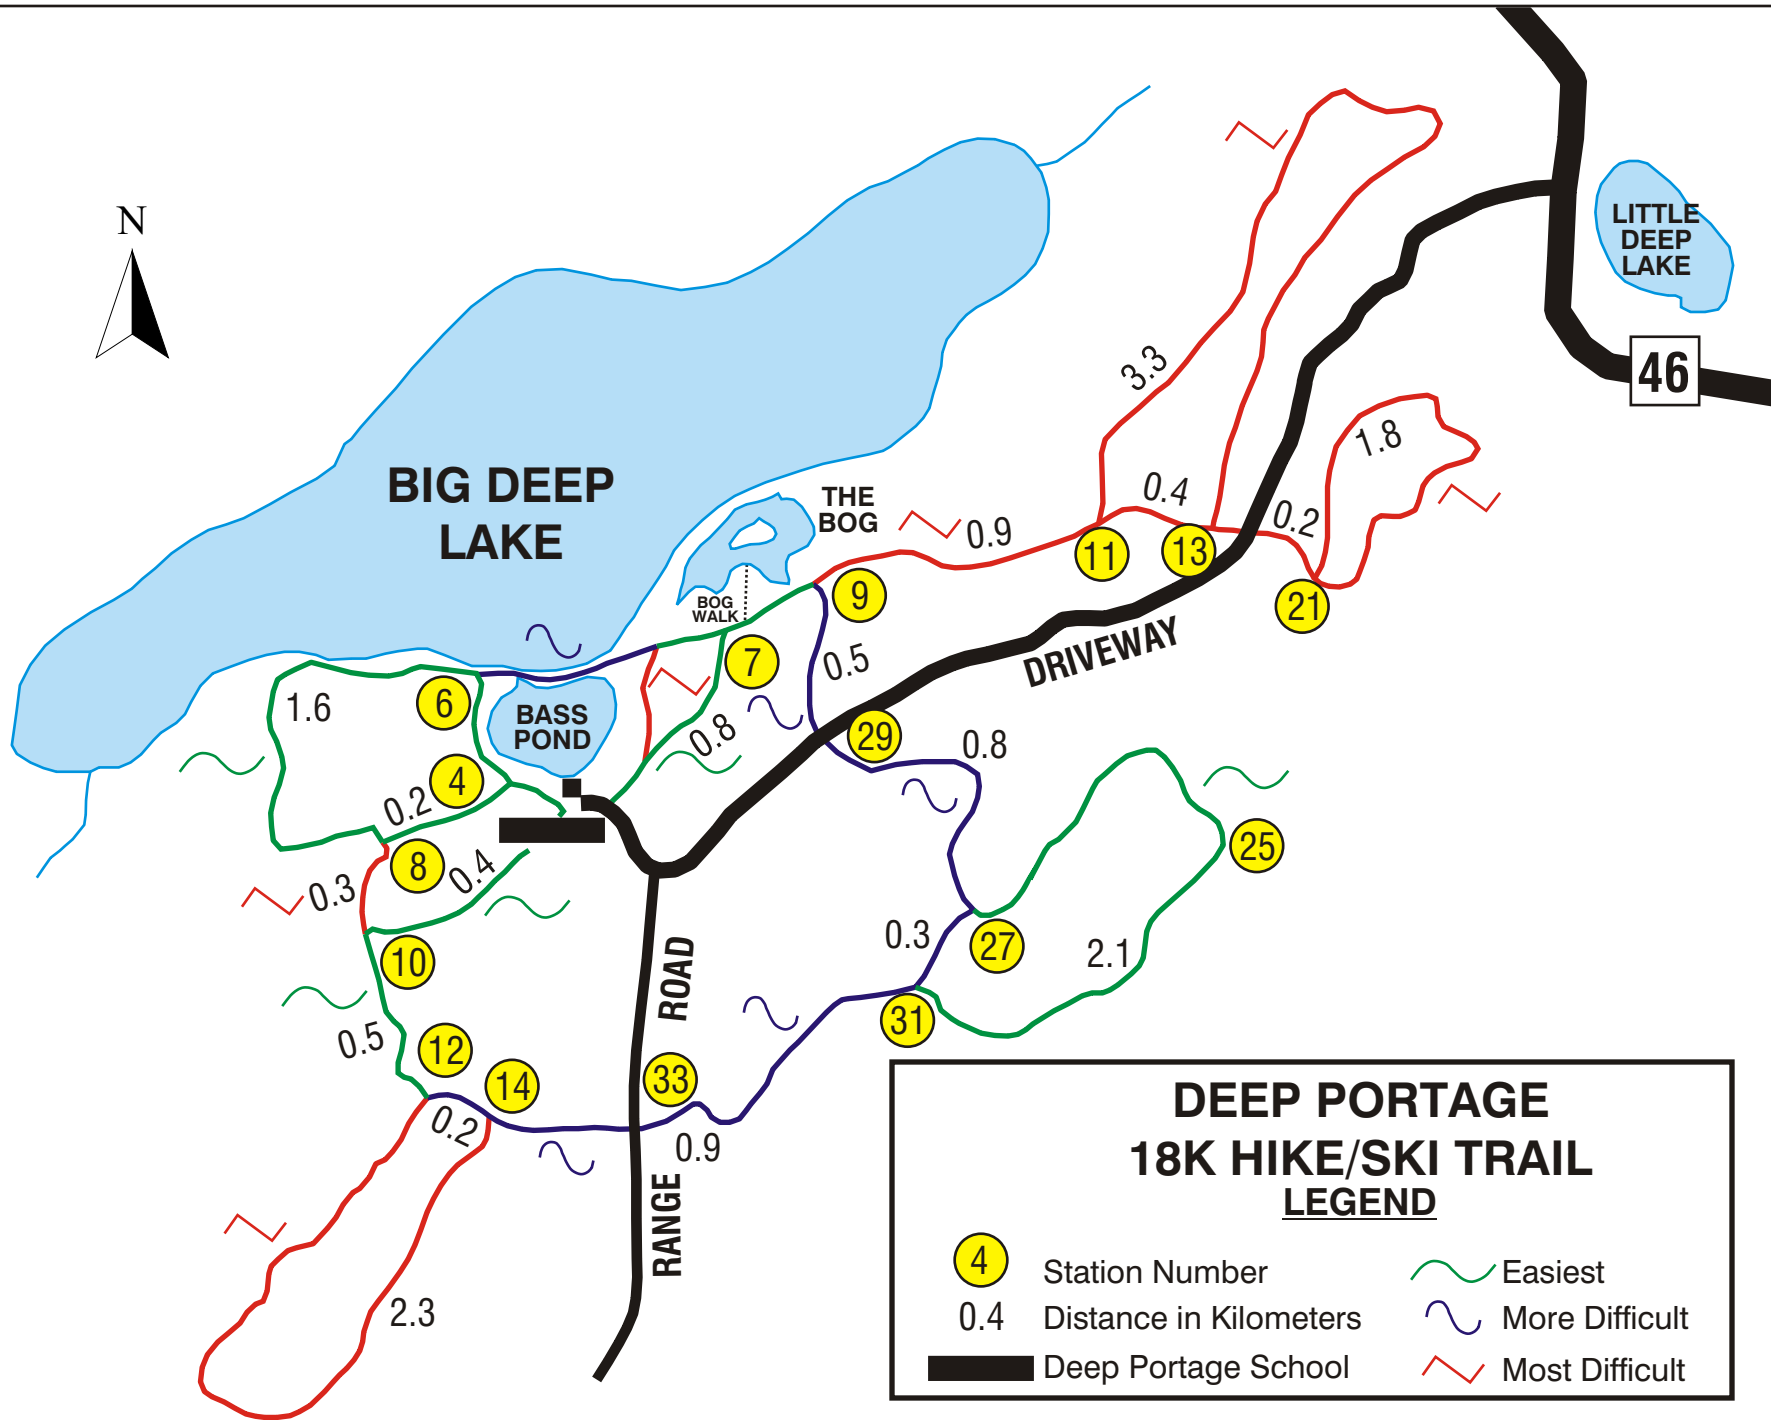 N
LITTLE
DEEP
LAKE
46
3.3
1.8
BIG DEEP
LAKE
THE
BOG
0.9
0.4
0.2
11
13
21
9
BOG
WALK
7
0.5
DRIVEWAY
1.6
6
BASS
POND
0.8
29
0.8
4
0.2
8
0.4
0.3
25
10
0.3
27
2.1
ROAD
31
0.5
12
14
33
0.2
0.9
RANGE
2.3
DEEP PORTAGE
18K HIKE/SKI TRAIL
LEGEND
4 Station Number
0.4 Distance in Kilometers
Deep Portage School
Easiest
More Difficult
Most Difficult